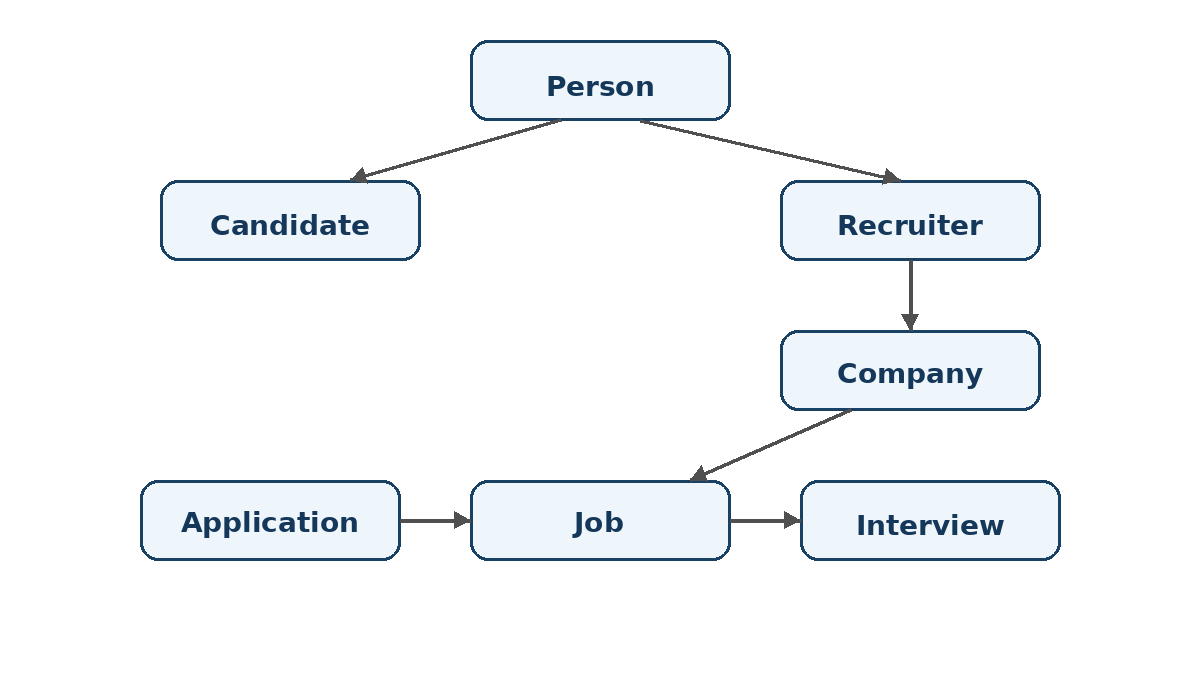 Person
Candidate
Recruiter
Company
Application
Job
Interview